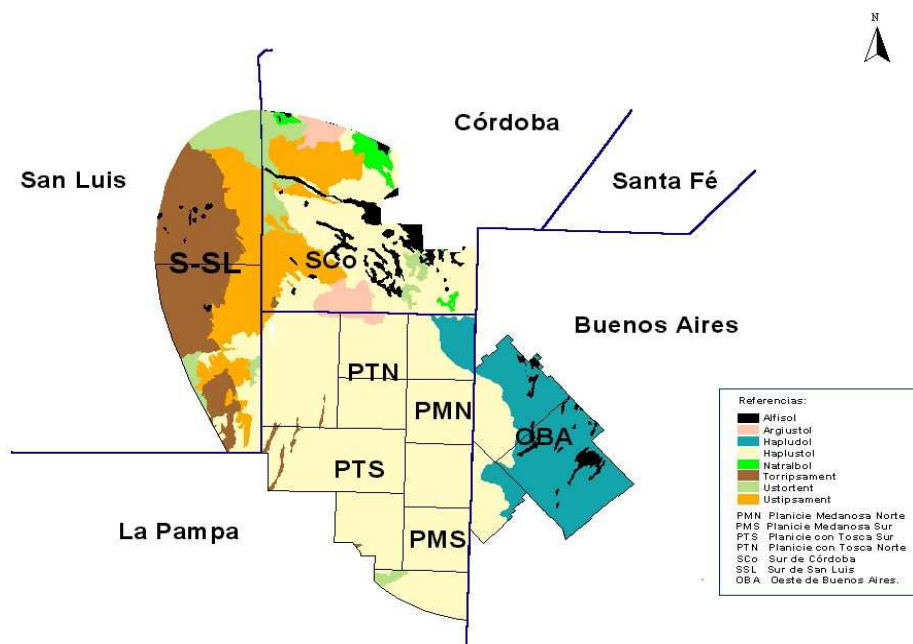 N
Córdoba
San Luis
Santa Fé
S-SL
SCo
Buenos Aires
PTN
PMN
OBA
PTS
La Pampa
PMS
Referencias:
Alfisol
Argiustol
Hapludol
Haplustol
Natralbol
Torripsament
Ustortent
Ustipsament
PMN Planicie Medanosa Norte
PMS Planicie Medanosa Sur
PTS Planicie con Tosca Sur
PTN Planicie con Tosca Norte
SCo Sur de Córdoba
SSL Sur de San Luis
OBA Oeste de Buenos Aires.